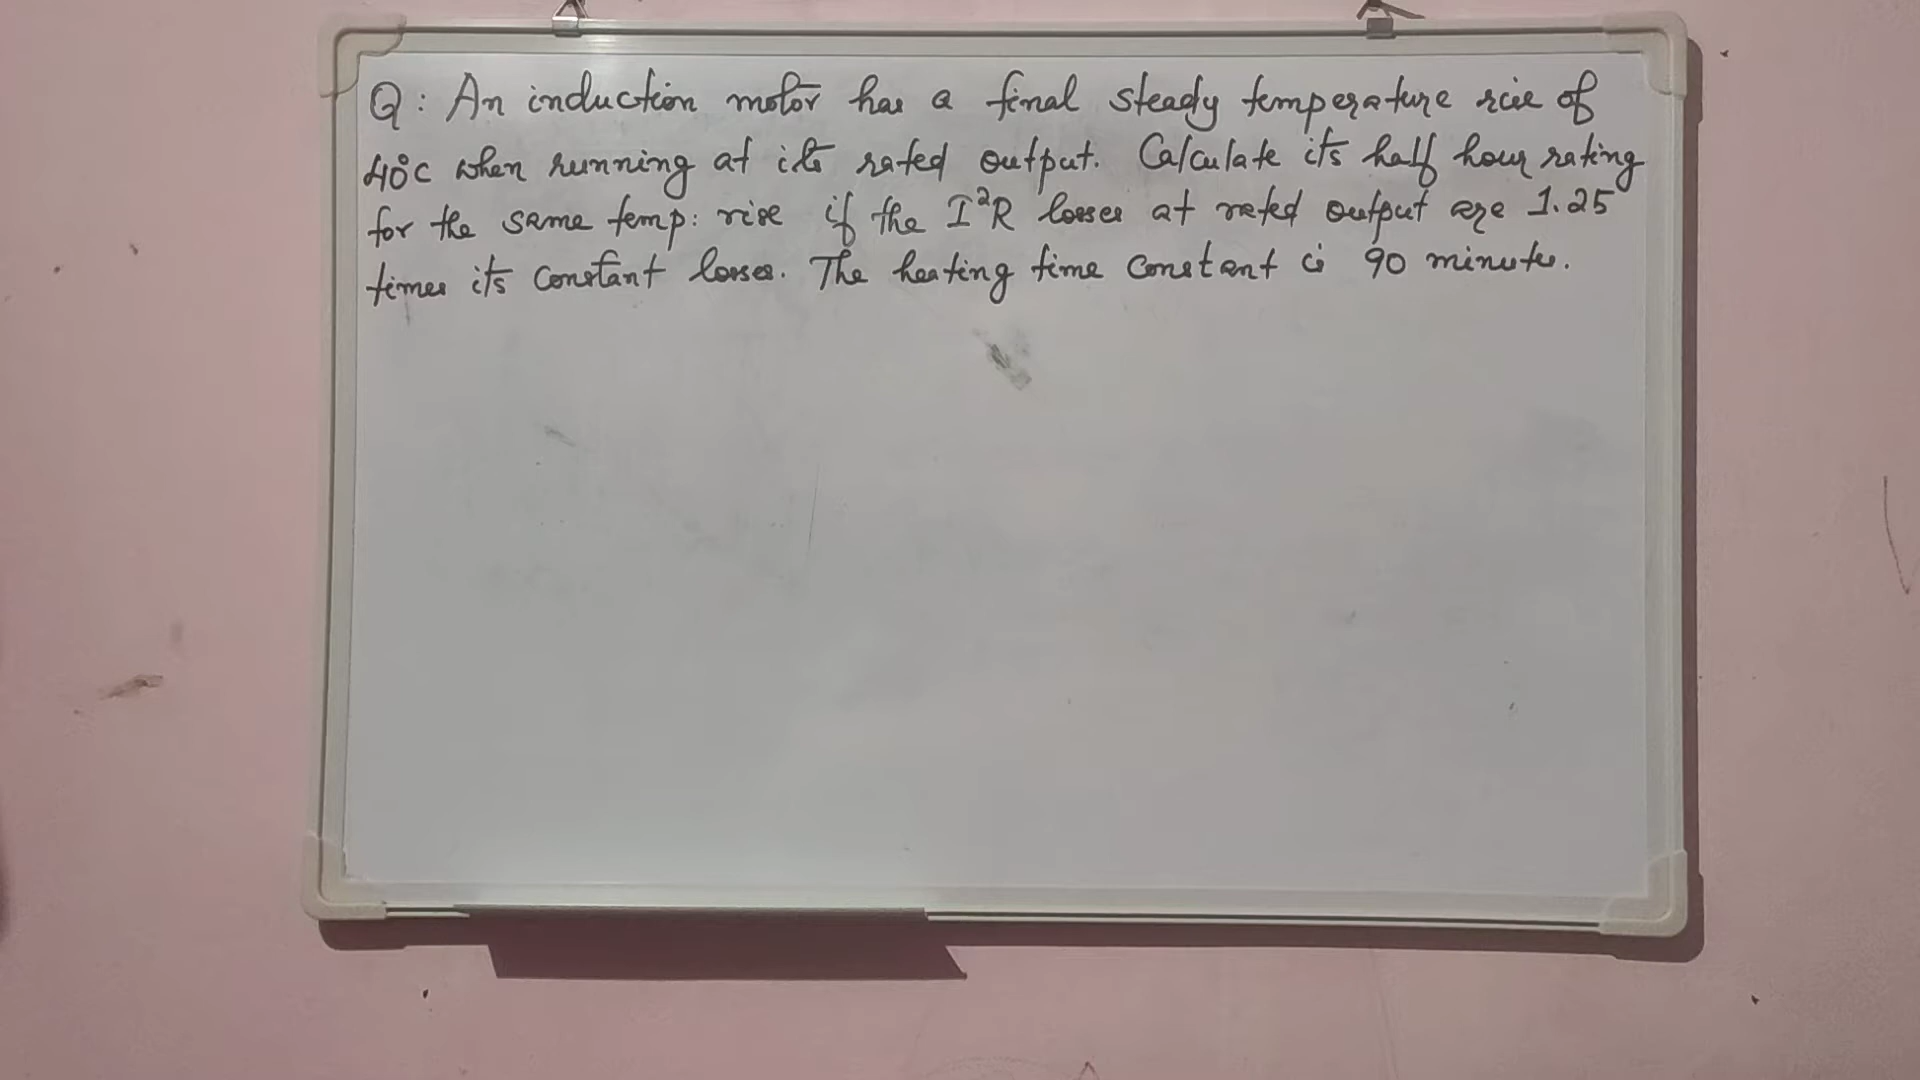 Q: An induction motor has a final steady temperature rise of
40°C when running at its rated output. Calculate its half hour rating
for the same temp: rise if the I²R losses at rated output are 1.25
times its constant losses. The heating time constant is 90 minutes.